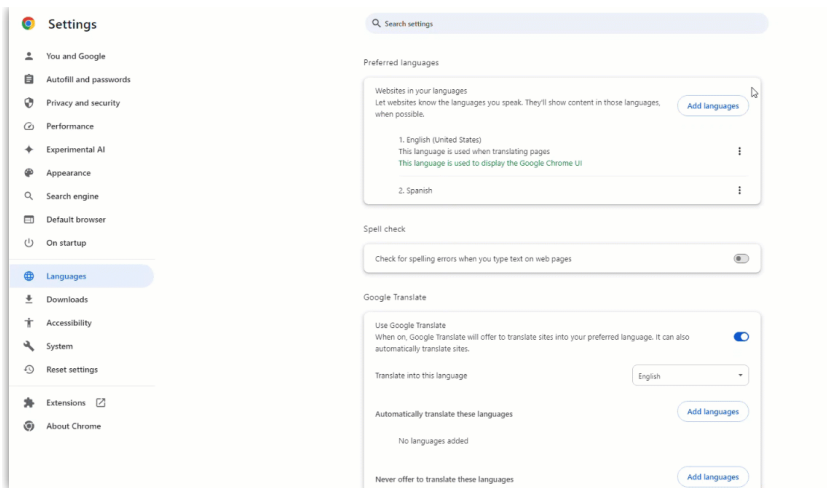 Settings
Search settings
You and Google
Autofill and passwords
Privacy and security
Performance
Experimental AI
Appearance
Search engine
Default browser
On startup
Languages
Downloads
Accessibility
System
Reset settings
Extensions
About Chrome
Preferred languages
Websites in your languages
Let websites know the languages you speak. They'll show content in those languages,
when possible.
Add languages
1. English (United States)
This language is used when translating pages
This language is used to display the Google Chrome UI
2. Spanish
Spell check
Check for spelling errors when you type text on web pages
Google Translate
Use Google Translate
When on, Google Translate will offer to translate sites into your preferred language. It can also
automatically translate sites.
Translate into this language
English
Automatically translate these languages
Add languages
No languages added
Never offer to translate these languages
Add languages